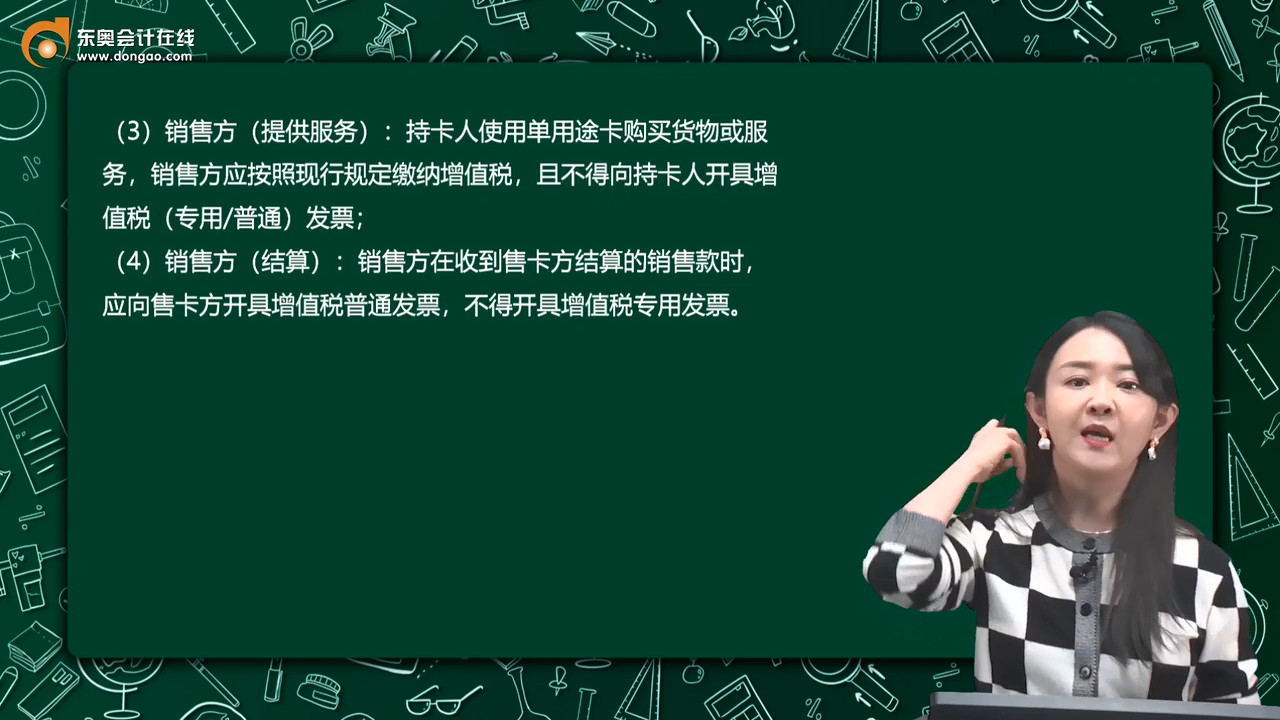 东奥会计在线
www.dongao.com
（3）销售方（提供服务）：持卡人使用单用途卡购买货物或服
务，销售方应按照现行规定缴纳增值税，且不得向持卡人开具增
值税（专用/普通）发票；
（4）销售方（结算）：销售方在收到售卡方结算的销售款时，
应向售卡方开具增值税普通发票，不得开具增值税专用发票。